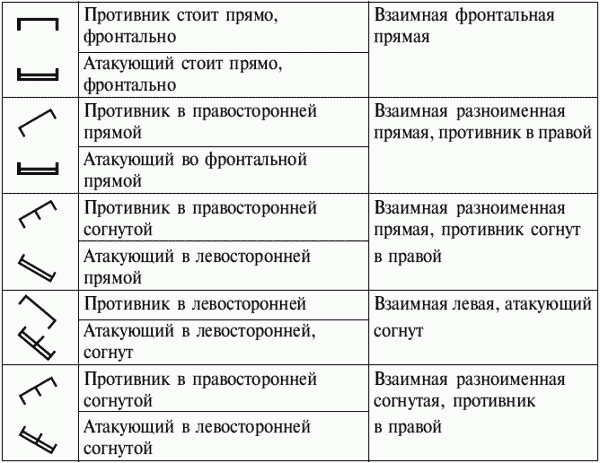 Противник стоит прямо,
фронтально
Атакующий стоит прямо,
фронтально
Взаимная фронтальная
прямая
Противник в правосторонней
прямой
Атакующий во фронтальной
прямой
Взаимная разноименная
прямая, противник в правой
Противник в правосторонней
согнутой
Атакующий в левосторонней
прямой
Взаимная разноименная
прямая, противник согнут
в правой
Противник в левосторонней
Атакующий в левосторонней,
согнут
Взаимная левая, атакующий
согнут
Противник в правосторонней
согнутой
Атакующий в левосторонней
согнутой
Взаимная разноименная
согнутая, противник
в правой